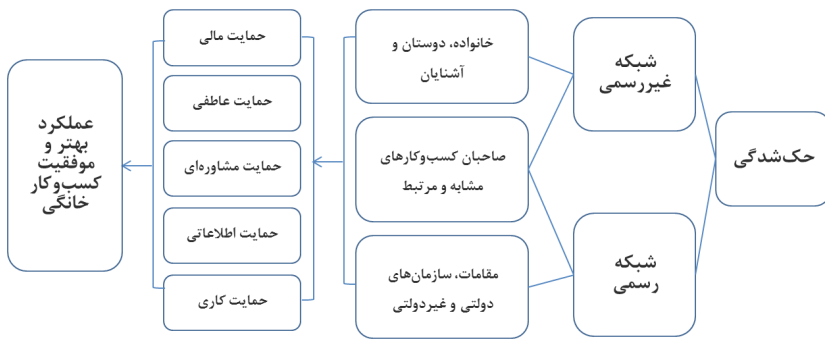 حک‌شدگی
شبکه
غیررسمی
شبکه
رسمی
خانواده، دوستان و
آشنایان
صاحبان کسب‌وکارهای
مشابه و مرتبط
مقامات، سازمان‌های
دولتی و غیردولتی
حمایت مالی
حمایت عاطفی
حمایت مشاوره‌ای
حمایت اطلاعاتی
حمایت کاری
عملکرد
بهتر و
موفقیت
کسب‌وکار
خانگی